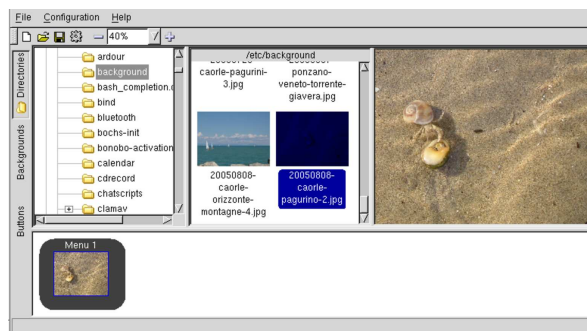 File Configuration Help
40%
Directories
Backgrounds
Buttons
ardour
background
bash_completion.
bind
bluetooth
bochs-init
bonobo-activation
calendar
cdrecord
chatscripts
clamav
/etc/background
caorle-pagurini-
3.jpg
ponzano-
veneto-torrente-
giavera.jpg
20050808-
caorle-
orizzonte-
montagne-4.jpg
20050808-
caorle-
pagurino-2.jpg
Menu 1